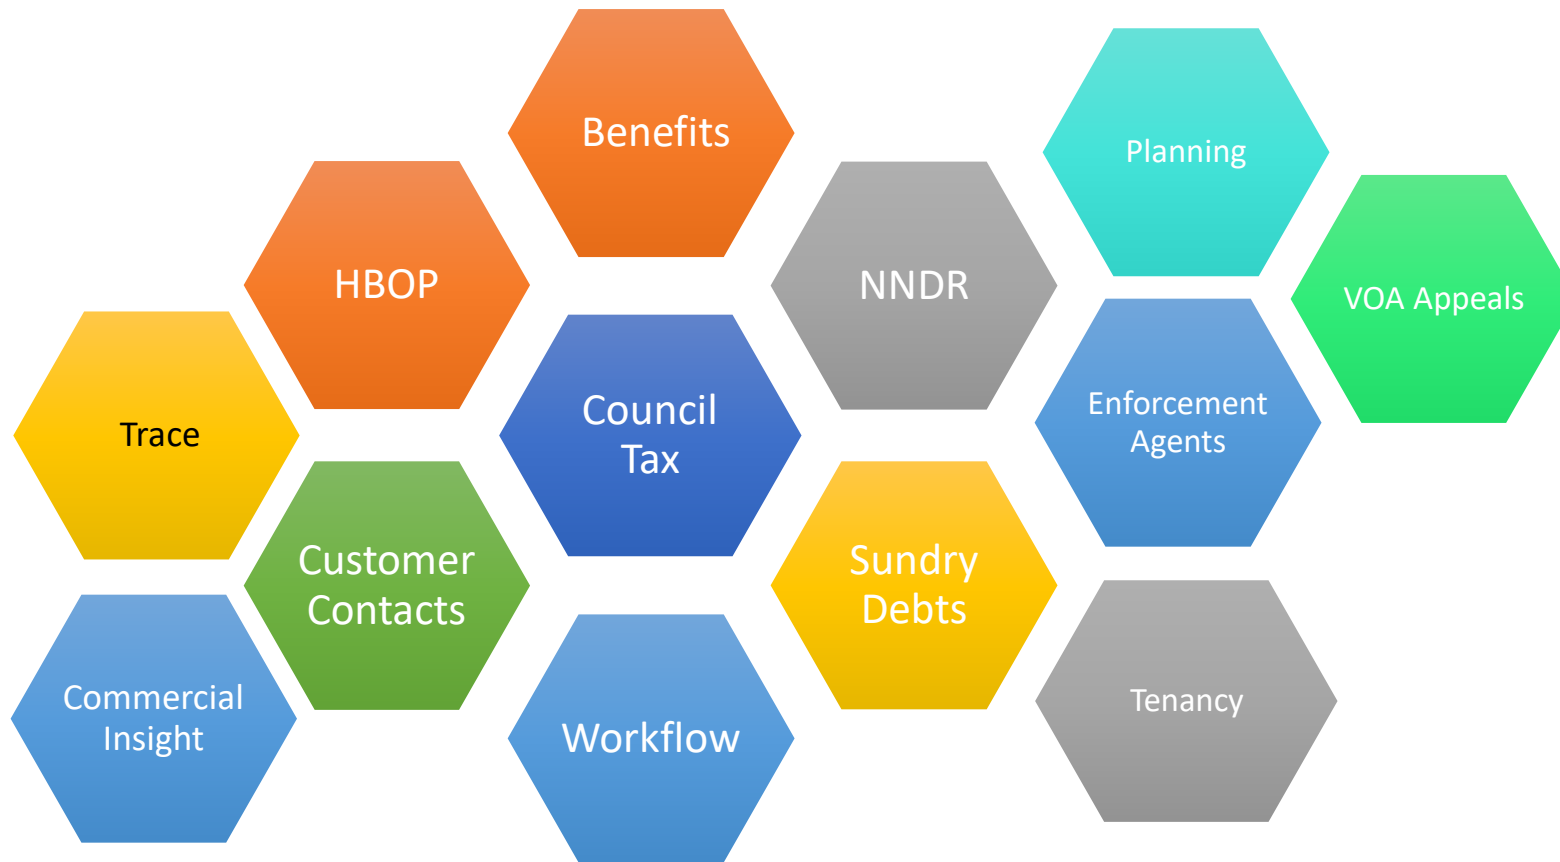 Benefits
Planning
HBOP
NNDR
VOA Appeals
Trace
Council
Tax
Enforcement
Agents
Customer
Contacts
Sundry
Debts
Commercial
Insight
Workflow
Tenancy